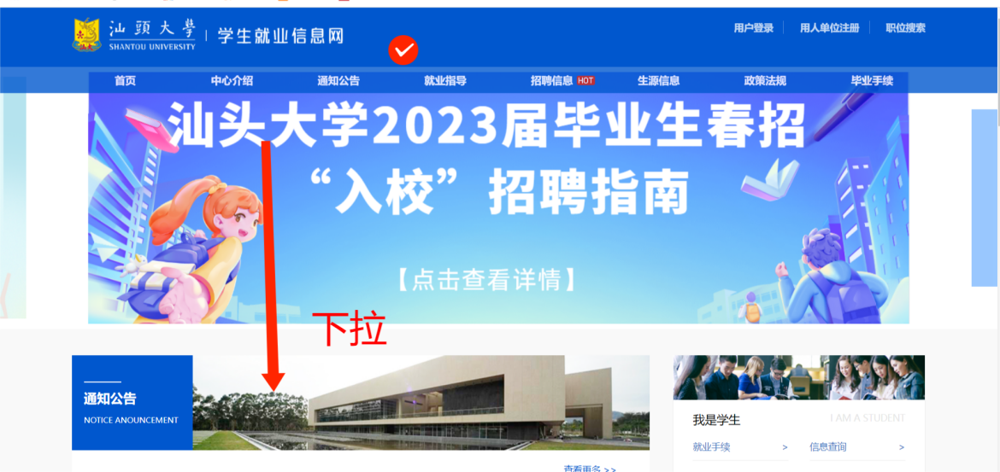 汕頭大學
SHANTOU UNIVERSITY
学生就业信息网
用户登录 用人单位注册 职位搜索
首页 中心介绍 通知公告 就业指导 招聘信息 HOT 生源信息 政策法规 毕业手续
汕头大学2023届毕业生春招
“入校”招聘指南
【点击查看详情】
下拉
通知公告
NOTICE ANOUNCEMENT
我是学生 I AM A STUDENT
就业手续 > 信息查询 >
查看更多 >>